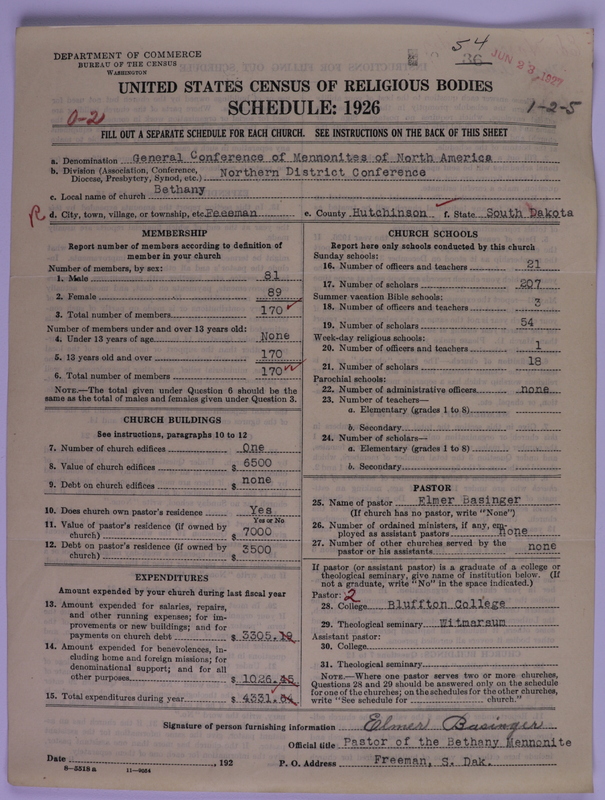 DEPARTMENT OF COMMERCE
BUREAU OF THE CENSUS
WASHINGTON
54
36
JUN 23 1927
UNITED STATES CENSUS OF RELIGIOUS BODIES
SCHEDULE: 1926
1-2-5
0-2
FILL OUT A SEPARATE SCHEDULE FOR EACH CHURCH. SEE INSTRUCTIONS ON THE BACK OF THIS SHEET
a. Denomination General Conference of Mennonites of North America
b. Division (Association, Conference, Diocese, Presbytery, Synod, etc.) Northern District Conference
c. Local name of church Bethany
R d. City, town, village, or township, etc. Freeman e. County Hutchinson f. State South Dakota
MEMBERSHIP
Report number of members according to definition of
member in your church
Number of members, by sex:
1. Male 81
2. Female 89
3. Total number of members 170
Number of members under and over 13 years old:
4. Under 13 years of age None
5. 13 years old and over 170
6. Total number of members 170
NOTE.—The total given under Question 6 should be the
same as the total of males and females given under Question 3.
CHURCH BUILDINGS
See instructions, paragraphs 10 to 12
7. Number of church edifices One
8. Value of church edifices $ 6500
9. Debt on church edifices $ none
10. Does church own pastor's residence? Yes
Yes or No
11. Value of pastor's residence (if owned by
church) $ 7000
12. Debt on pastor's residence (if owned by
church) $ 3500
EXPENDITURES
Amount expended by your church during last fiscal year
13. Amount expended for salaries, repairs,
and other running expenses; for im-
provements or new buildings; and for
payments on church debt $ 3305.19
14. Amount expended for benevolences, in-
cluding home and foreign missions; for
denominational support; and for all
other purposes $ 1026.45
15. Total expenditures during year $ 4331.64
CHURCH SCHOOLS
Report here only schools conducted by this church
Sunday schools:
16. Number of officers and teachers 21
17. Number of scholars 207
Summer vacation Bible schools:
18. Number of officers and teachers 3
19. Number of scholars 54
Week-day religious schools:
20. Number of officers and teachers 1
21. Number of scholars 18
Parochial schools:
22. Number of administrative officers none
23. Number of teachers—
a. Elementary (grades 1 to 8)
b. Secondary
24. Number of scholars—
a. Elementary (grades 1 to 8)
b. Secondary
PASTOR
25. Name of pastor Elmer Basinger
(If church has no pastor, write "None")
26. Number of ordained ministers, if any, em-
ployed as assistant pastors none
27. Number of other churches served by the
pastor or his assistants none
If pastor (or assistant pastor) is a graduate of a college or
theological seminary, give name of institution below. (If
not a graduate, write "No" in the space indicated.)
Pastor: 2
28. College Bluffton College
29. Theological seminary Witmarsum
Assistant pastor:
30. College
31. Theological seminary
NOTE.—Where one pastor serves two or more churches,
Questions 28 and 29 should be answered only on the schedule
for one of the churches; on the schedules for the other churches,
write "See schedule for church."
Signature of person furnishing information Elmer Basinger
Official title Pastor of the Bethany Mennonite
Date , 192 P. O. Address Freeman, S. Dak.
8-5518a 11-9054